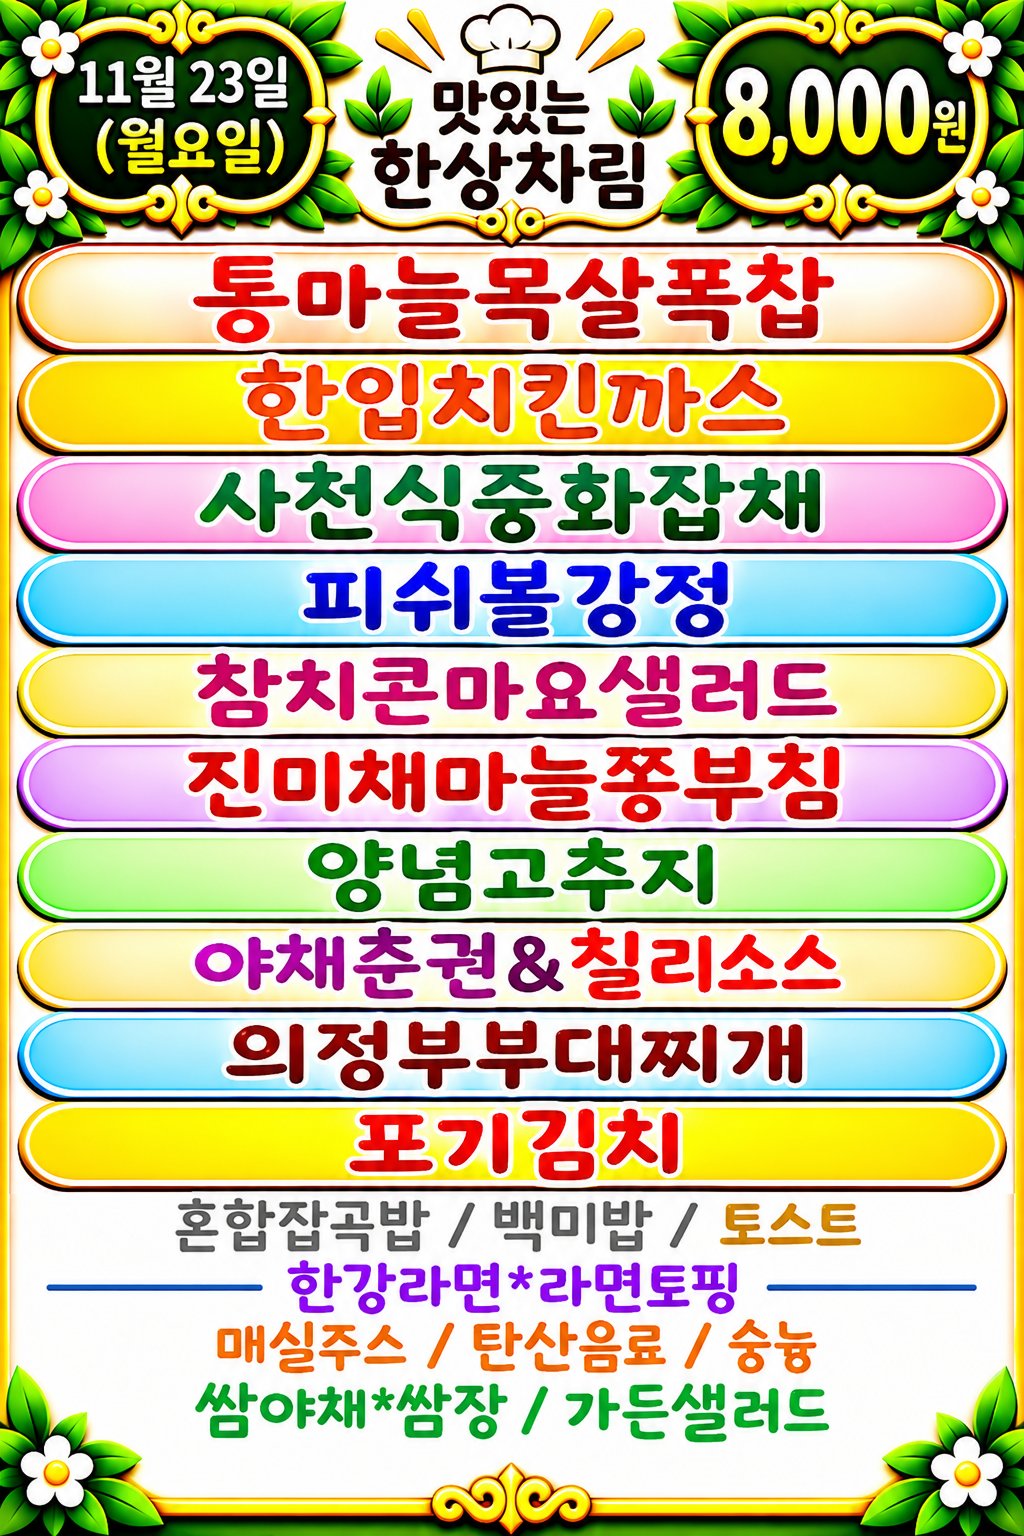 11월 23일
(월요일)
맛있는
한상차림
8,000원
통마늘목살폭찹
한입치킨까스
사천식중화잡채
피쉬볼강정
참치콘마요샐러드
진미채마늘쫑부침
양념고추지
야채춘권&칠리소스
의정부부대찌개
포기김치
혼합잡곡밥 / 백미밥 / 토스트
한강라면*라면토핑
매실주스 / 탄산음료 / 숭늉
쌈야채*쌈장 / 가든샐러드